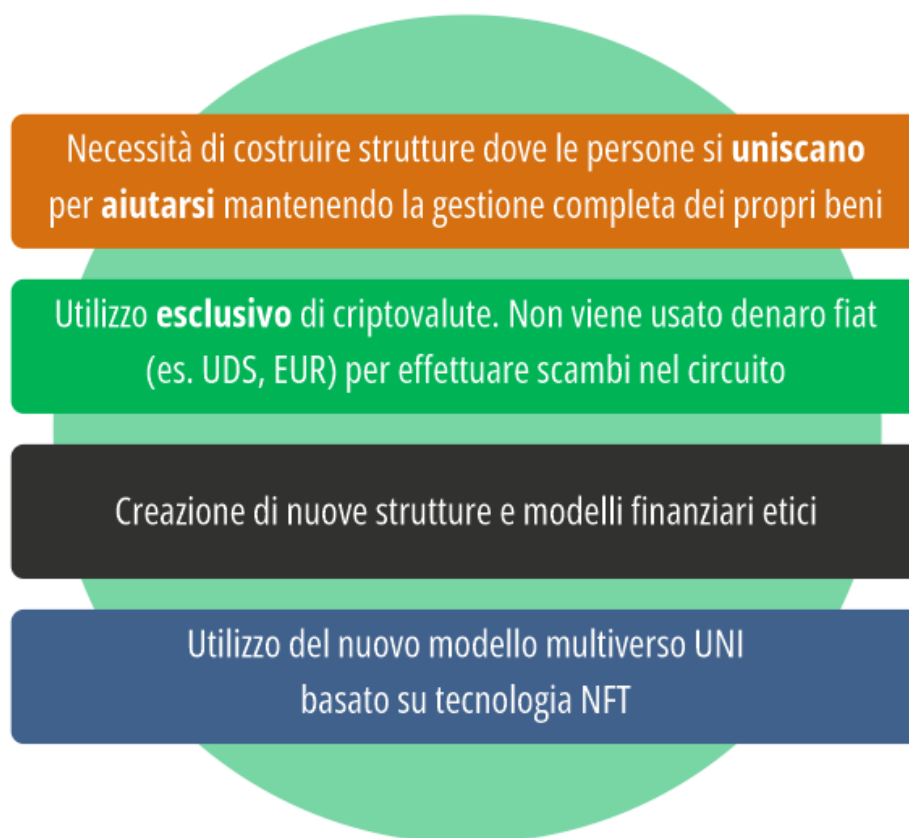 Necessità di costruire strutture dove le persone si uniscano
per aiutarsi mantenendo la gestione completa dei propri beni
Utilizzo esclusivo di criptovalute. Non viene usato denaro fiat
(es. UDS, EUR) per effettuare scambi nel circuito
Creazione di nuove strutture e modelli finanziari etici
Utilizzo del nuovo modello multiverso UNI
basato su tecnologia NFT